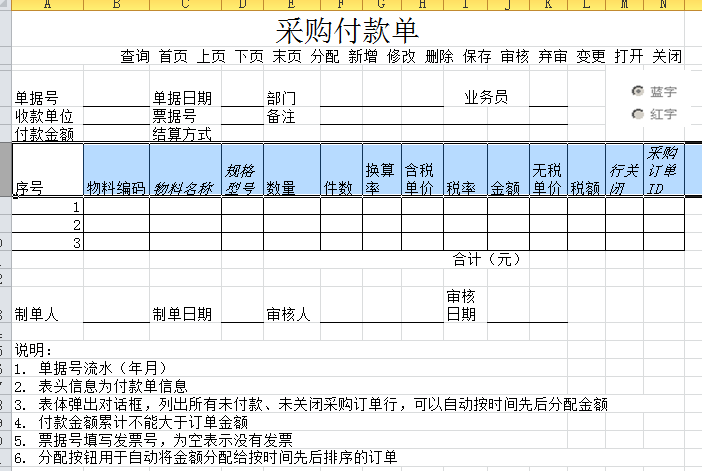 A B C D E F G H I J K L M N
采购付款单
查询 首页 上页 下页 末页 分配 新增 修改 删除 保存 审核 弃审 变更 打开 关闭
单据号 单据日期 部门 业务员 蓝字
收款单位 票据号 备注 红字
付款金额 结算方式
序号 物料编码 物料名称 规格型号 数量 件数 换算率 含税单价 税率 金额 无税单价 税额 行关闭 采购订单ID
1
2
3
合计（元）
制单人 制单日期 审核人 审核日期
说明：
1. 单据号流水（年月）
2. 表头信息为付款单信息
3. 表体弹出对话框，列出所有未付款、未关闭采购订单行，可以自动按时间先后分配金额
4. 付款金额累计不能大于订单金额
5. 票据号填写发票号，为空表示没有发票
6. 分配按钮用于自动将金额分配给按时间先后排序的订单